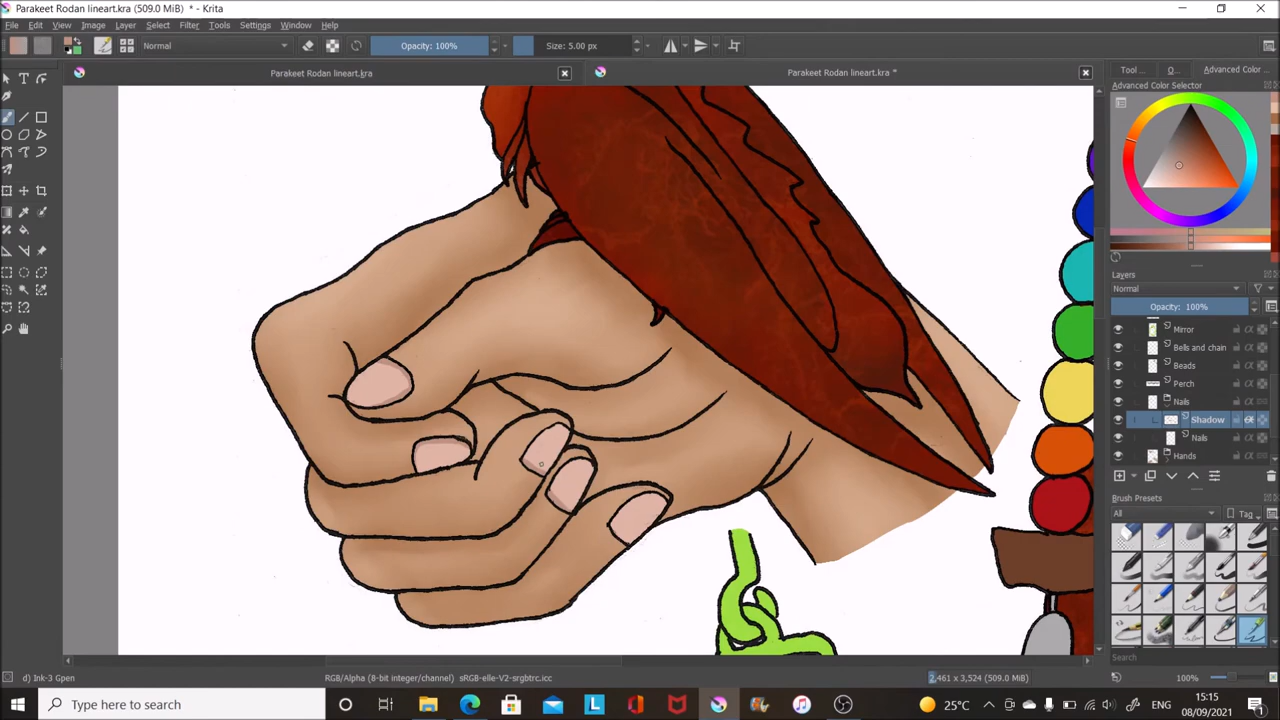 Parakeet Rodan lineart.kra (509.0 MiB) * - Krita
File Edit View Image Layer Select Filter Tools Settings Window Help
Normal Opacity: 100% Size: 5.00 px
Parakeet Rodan lineart.kra Parakeet Rodan lineart.kra *
Tool ... O... Advanced Color ...
Advanced Color Selector
Layers
Normal
Opacity: 100%
Mirror
Bells and chain
Beads
Perch
Nails
Shadow
Nails
Hands
Brush Presets
All Tag
Search
d) Ink-3 Gpen RGB/Alpha (8-bit integer/channel) sRGB-elle-V2-srgbtrc.icc 2,461 x 3,524 (509.0 MiB) 100%
Type here to search L 25°C 15:15
08/09/2021 1